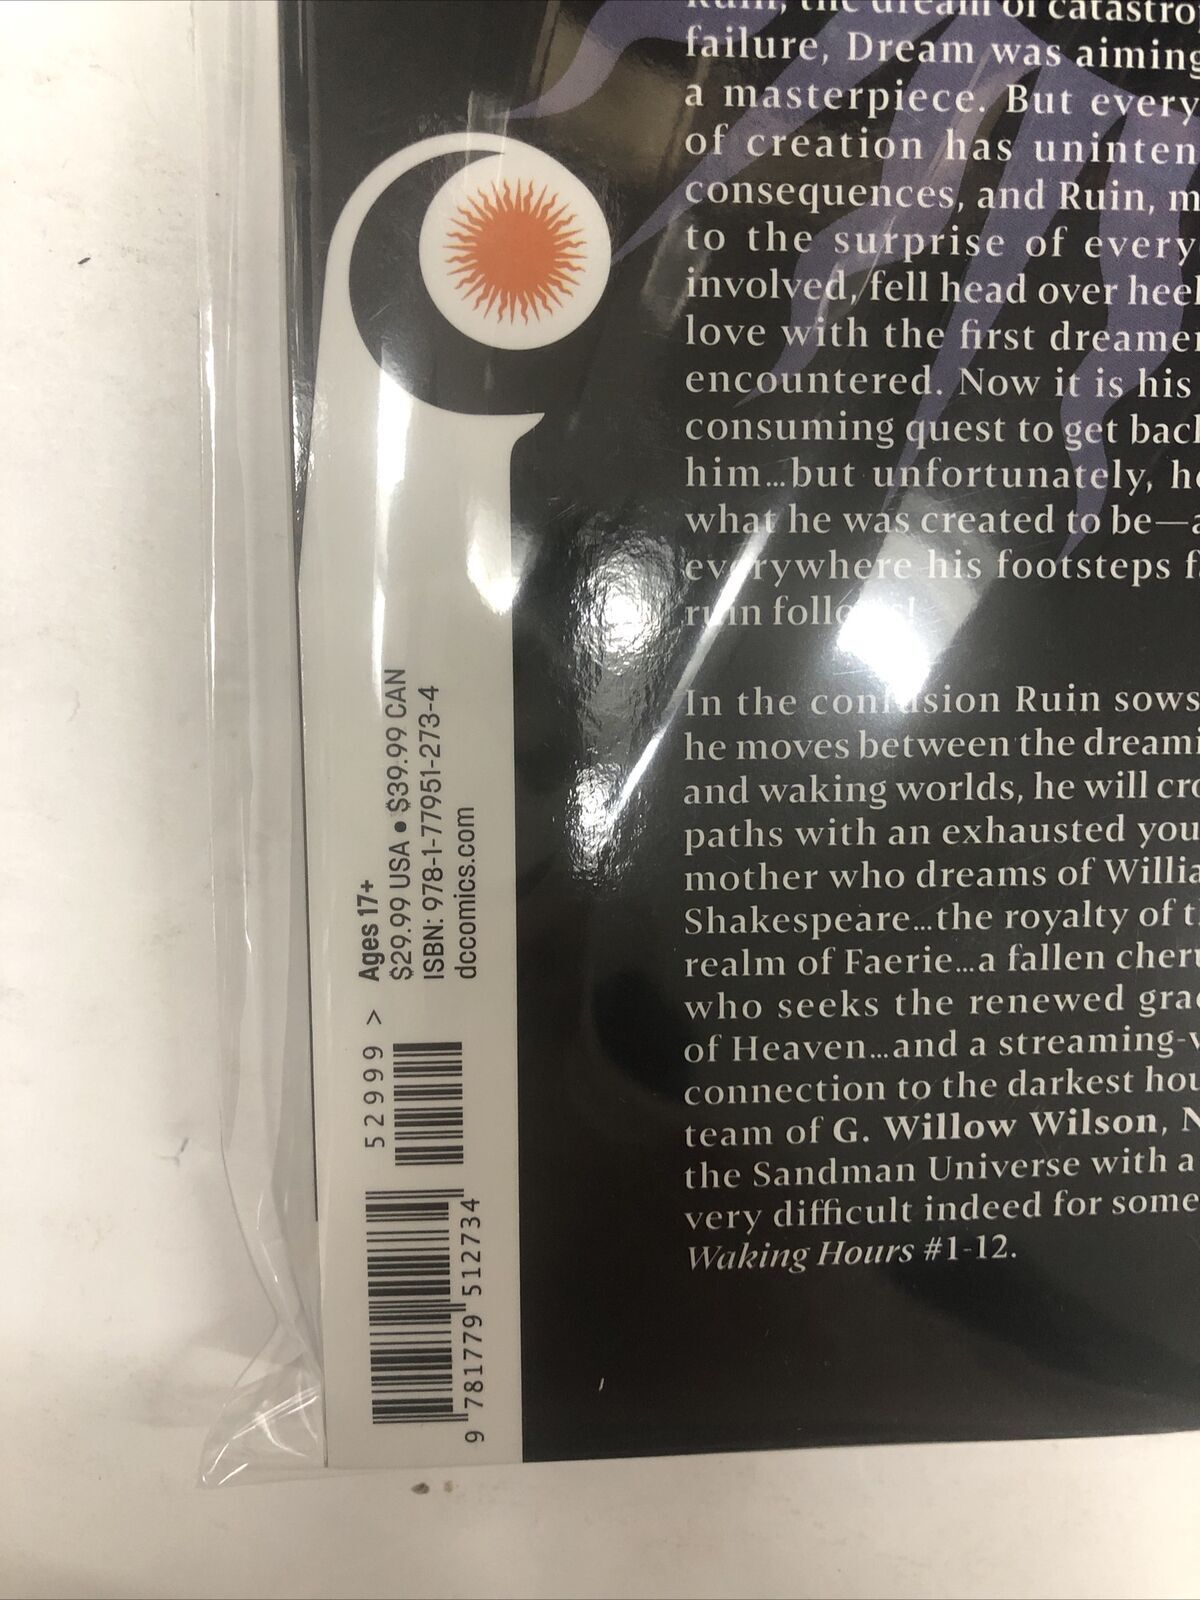 failure, Dream was aiming
a masterpiece. But every
of creation has uninten
consequences, and Ruin, m
to the surprise of every
involved, fell head over heel
love with the first dreamer
encountered. Now it is his
consuming quest to get back
him...but unfortunately, he
what he was created to be—a
everywhere his footsteps f
ruin follows!
In the confusion Ruin sows
he moves between the dreami
and waking worlds, he will cro
paths with an exhausted you
mother who dreams of Willia
Shakespeare...the royalty of t
realm of Faerie...a fallen cheru
who seeks the renewed grac
of Heaven...and a streaming-v
connection to the darkest hou
team of G. Willow Wilson, N
the Sandman Universe with a
very difficult indeed for some
Waking Hours #1-12.
Ages 17+
$29.99 USA • $39.99 CAN
ISBN: 978-1-77951-273-4
dccomics.com
52999 >
9 781779 512734